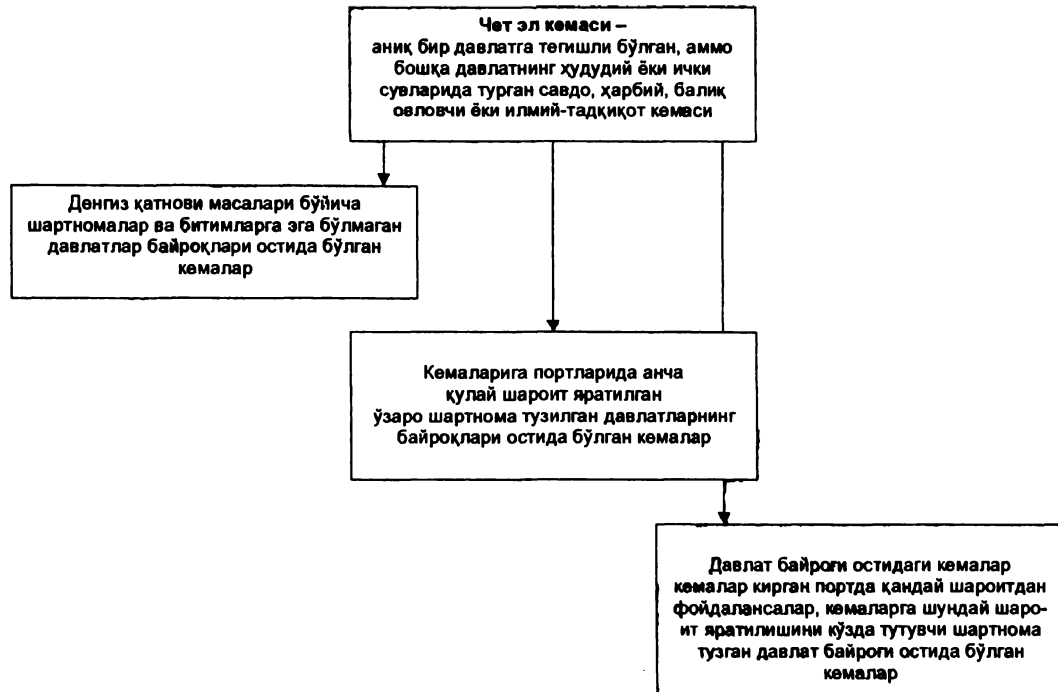 Чет эл кемаси –
аниқ бир давлатга тегишли бўлган, аммо
бошқа давлатнинг ҳудудий ёки ички
сувларида турган савдо, ҳарбий, балиқ
овловчи ёки илмий-тадқиқот кемаси
Денгиз қатнови масалари бўйича
шартномалар ва битимларга эга бўлмаган
давлатлар байроқлари остида бўлган
кемалар
Кемаларига портларида анча
қулай шароит яратилган
ўзаро шартнома тузилган давлатларнинг
байроқлари остида бўлган кемалар
Давлат байроғи остидаги кемалар
кемалар кирган портда қандай шароитдан
фойдалансалар, кемаларга шундай шаро-
ит яратилишини кўзда тутувчи шартнома
тузган давлат байроғи остида бўлган
кемалар